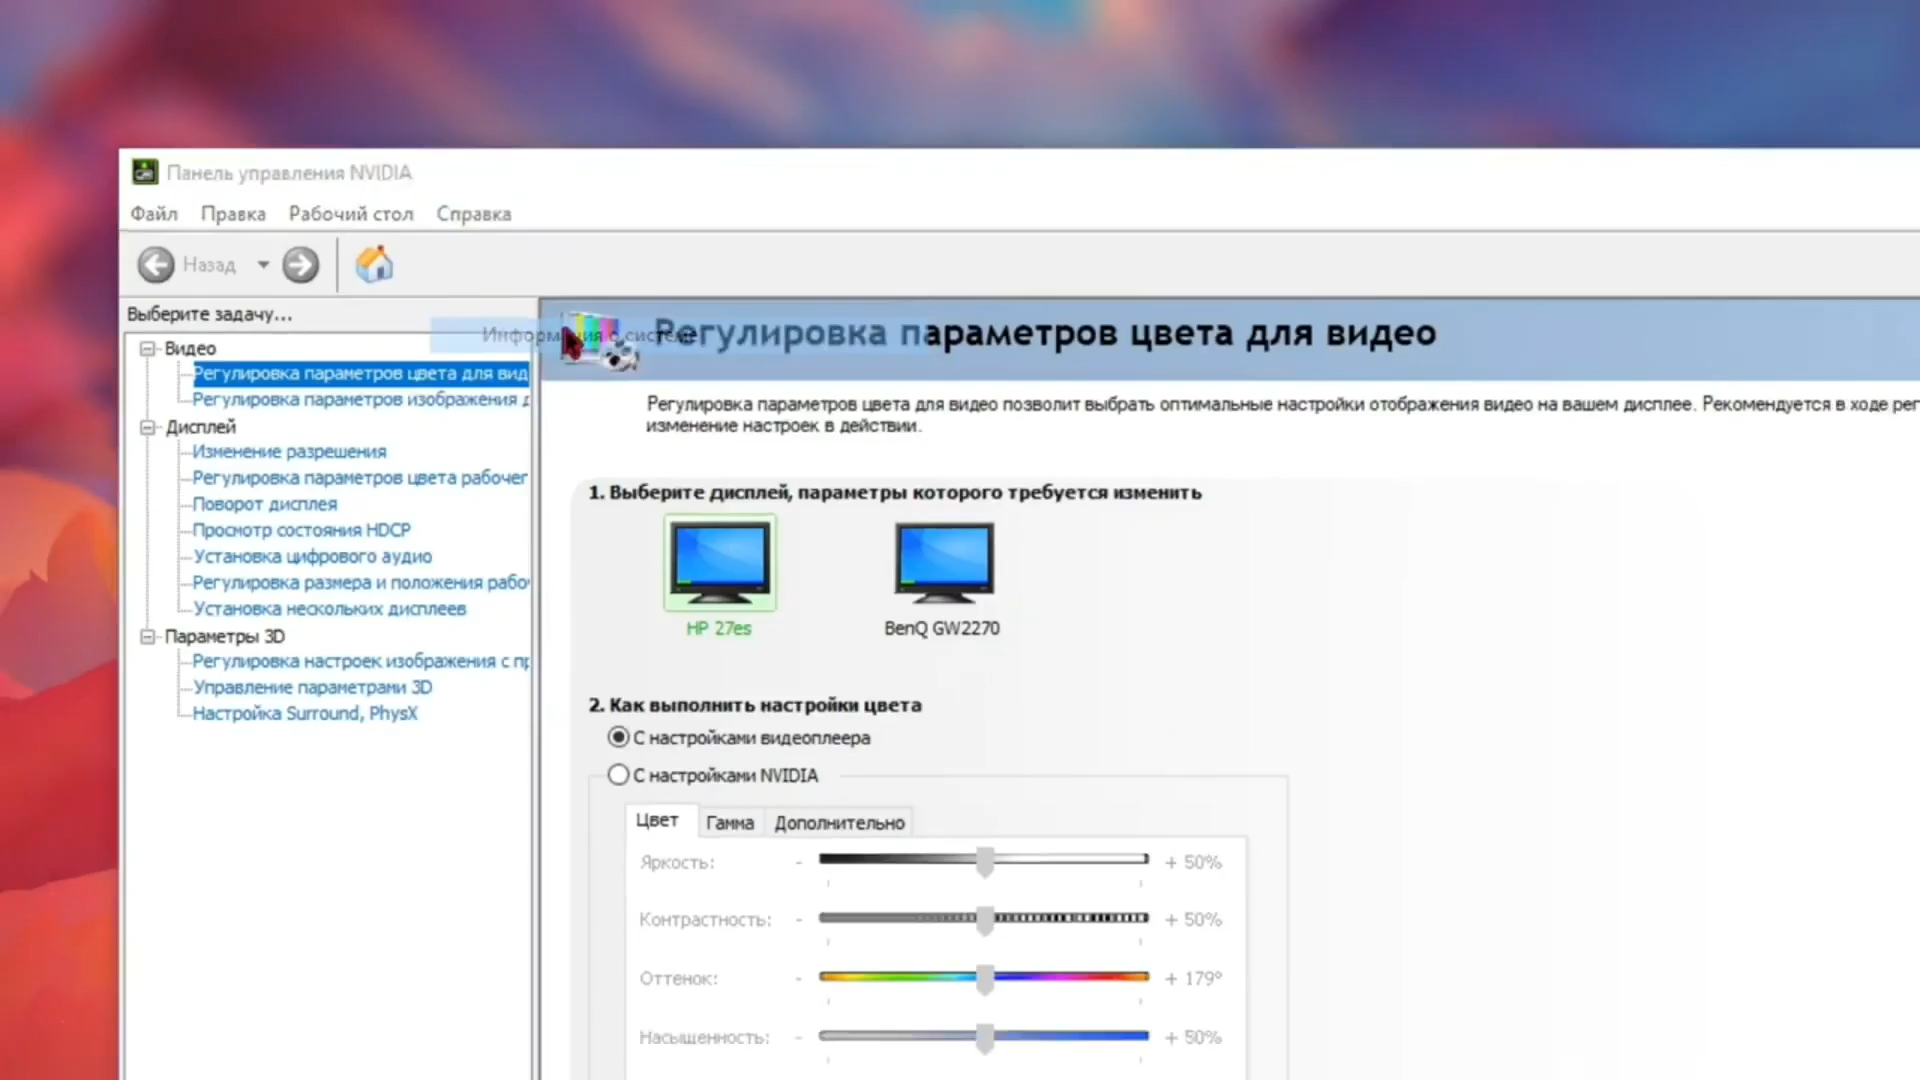 Панель управления NVIDIA
Файл Правка Рабочий стол Справка
Назад
Выберите задачу...
Видео
Регулировка параметров цвета для вид
Регулировка параметров изображения д
Дисплей
Изменение разрешения
Регулировка параметров цвета рабочег
Поворот дисплея
Просмотр состояния HDCP
Установка цифрового аудио
Регулировка размера и положения рабо
Установка нескольких дисплеев
Параметры 3D
Регулировка настроек изображения с пр
Управление параметрами 3D
Настройка Surround, PhysX
Информация о системе
Регулировка параметров цвета для видео
Регулировка параметров цвета для видео позволит выбрать оптимальные настройки отображения видео на вашем дисплее. Рекомендуется в ходе рег
изменение настроек в действии.
1. Выберите дисплей, параметры которого требуется изменить
HP 27es BenQ GW2270
2. Как выполнить настройки цвета
С настройками видеоплеера
С настройками NVIDIA
Цвет Гамма Дополнительно
Яркость: - + 50%
Контрастность: - + 50%
Оттенок: - + 179°
Насыщенность: - + 50%